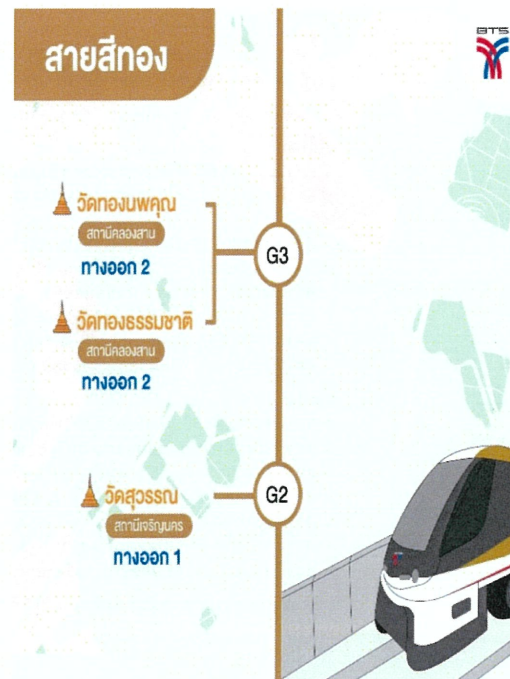 สายสีทอง
BTS
วัดทองนพคุณ
สถานีคลองสาน
ทางออก 2
G3
วัดทองธรรมชาติ
สถานีคลองสาน
ทางออก 2
วัดสุวรรณ
G2
สถานีเจริญนคร
ทางออก 1